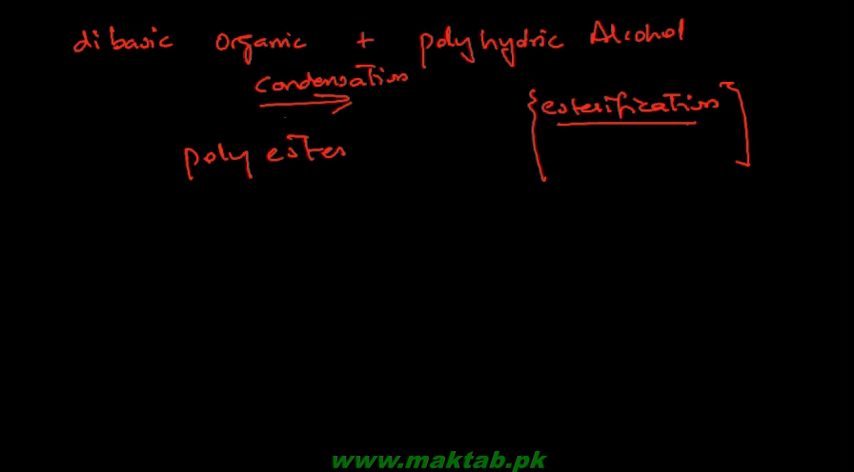 dibasic organic + polyhydric Alcohol
Condensation
{esterification]
polyester
www.maktab.pk